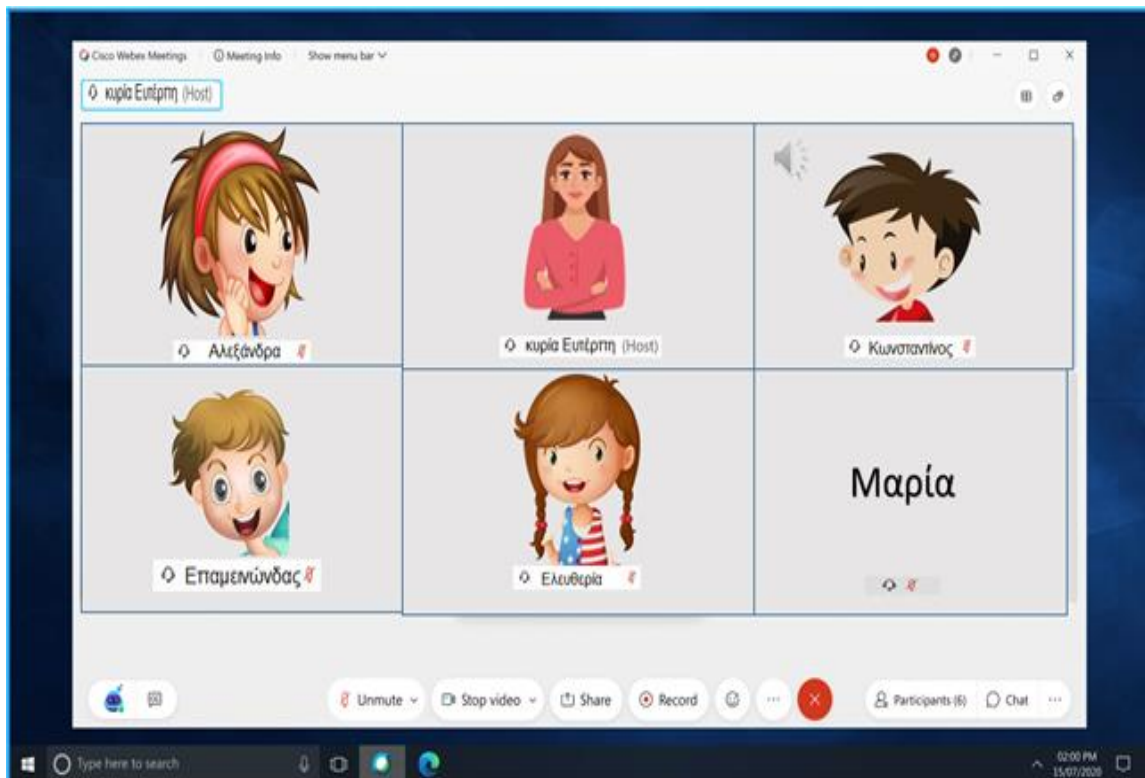 Cisco Webex Meetings Meeting Info Show menu bar
κυρία Ευτέρπη (Host)
Αλεξάνδρα κυρία Ευτέρπη (Host) Κωνσταντίνος
Μαρία
Επαμεινώνδας Ελευθερία
Unmute Stop video Share Record Participants (6) Chat
Type here to search 02:00 PM
15/07/2020